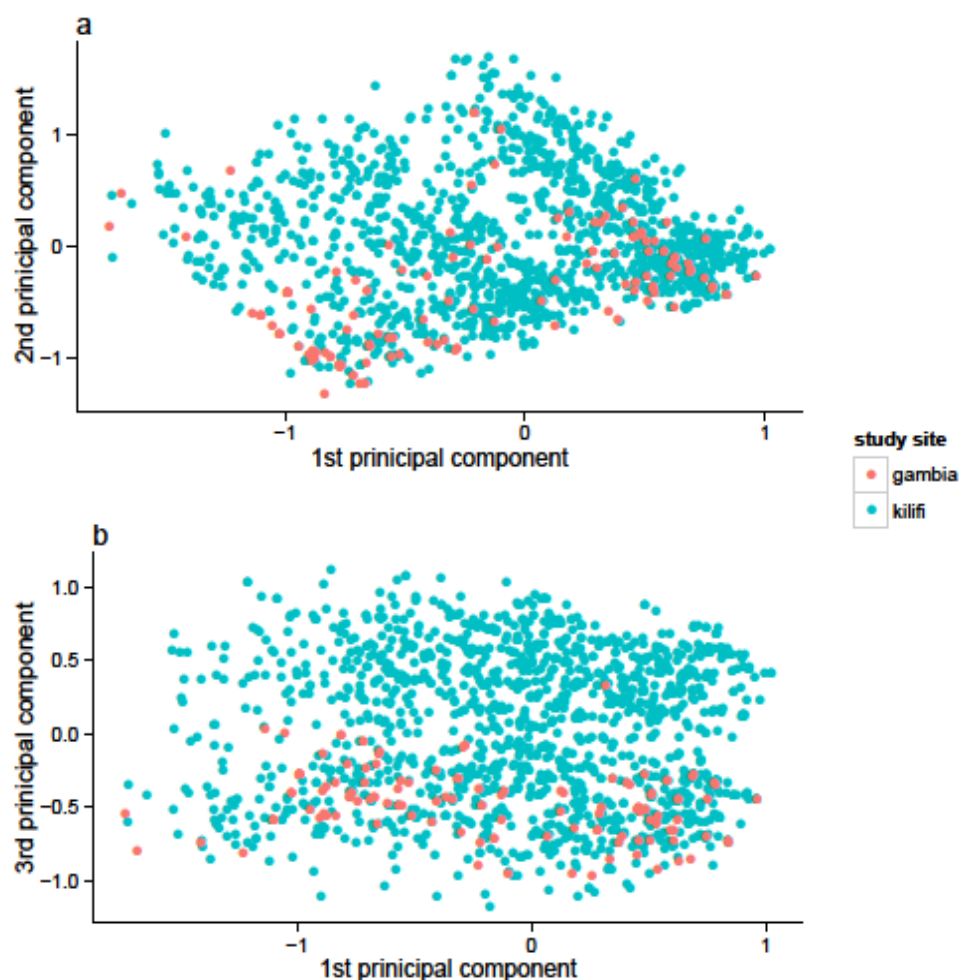 a
1
0
−1
2nd prinicipal component
−1
0
1
1st prinicipal component
study site
gambia
kilifi
b
1.0
0.5
0.0
−0.5
−1.0
3rd prinicipal component
−1
0
1
1st prinicipal component